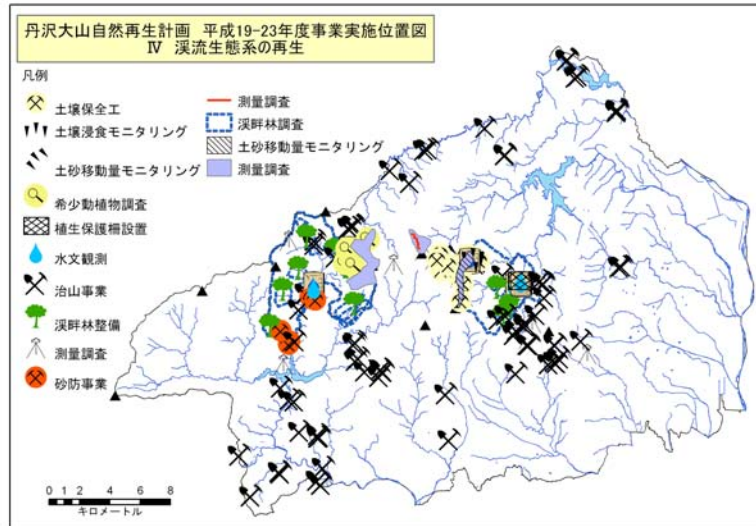 丹沢大山自然再生計画 平成19-23年度事業実施位置図
Ⅳ 渓流生態系の再生
凡例
土壌保全工
土壌浸食モニタリング
土砂移動量モニタリング
希少動植物調査
植生保護柵設置
水文観測
治山事業
渓畔林整備
測量調査
砂防事業
測量調査
渓畔林調査
土砂移動量モニタリング
測量調査
0 1 2 4 6 8
キロメートル